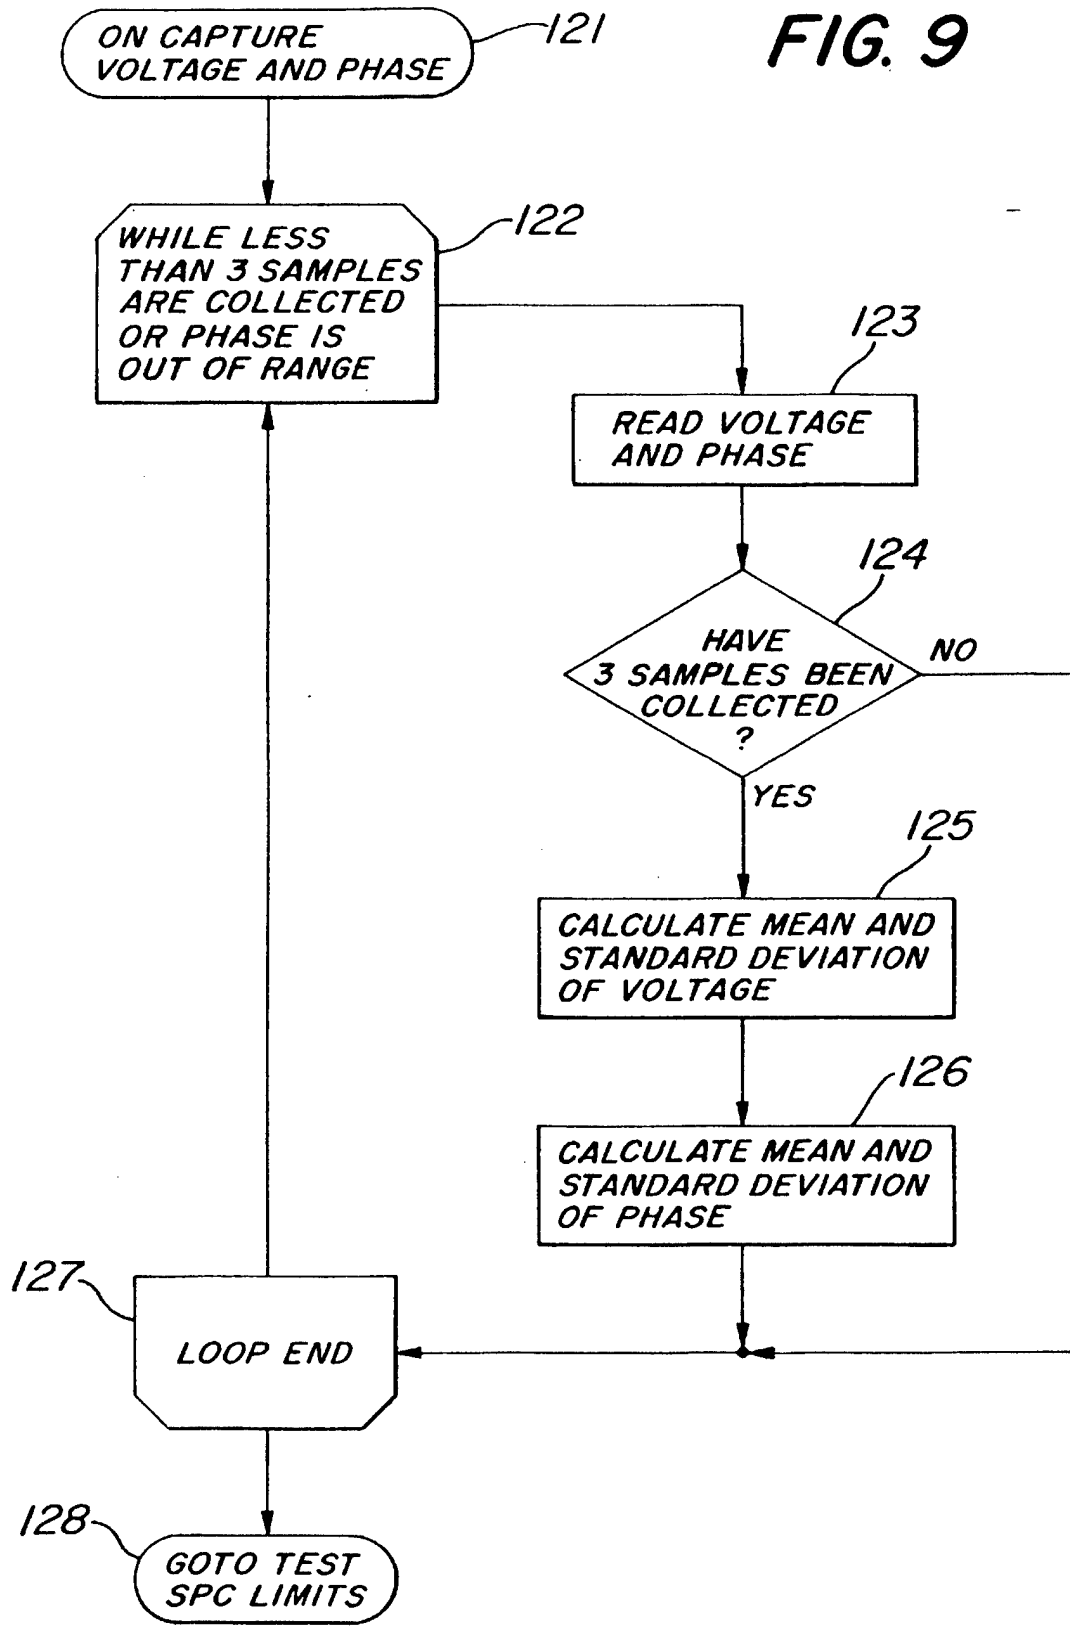 FIG. 9
ON CAPTURE
VOLTAGE AND PHASE
121
WHILE LESS
THAN 3 SAMPLES
ARE COLLECTED
OR PHASE IS
OUT OF RANGE
122
123
READ VOLTAGE
AND PHASE
124
HAVE
3 SAMPLES BEEN
COLLECTED
?
NO
YES
125
CALCULATE MEAN AND
STANDARD DEVIATION
OF VOLTAGE
126
CALCULATE MEAN AND
STANDARD DEVIATION
OF PHASE
127
LOOP END
128
GOTO TEST
SPC LIMITS